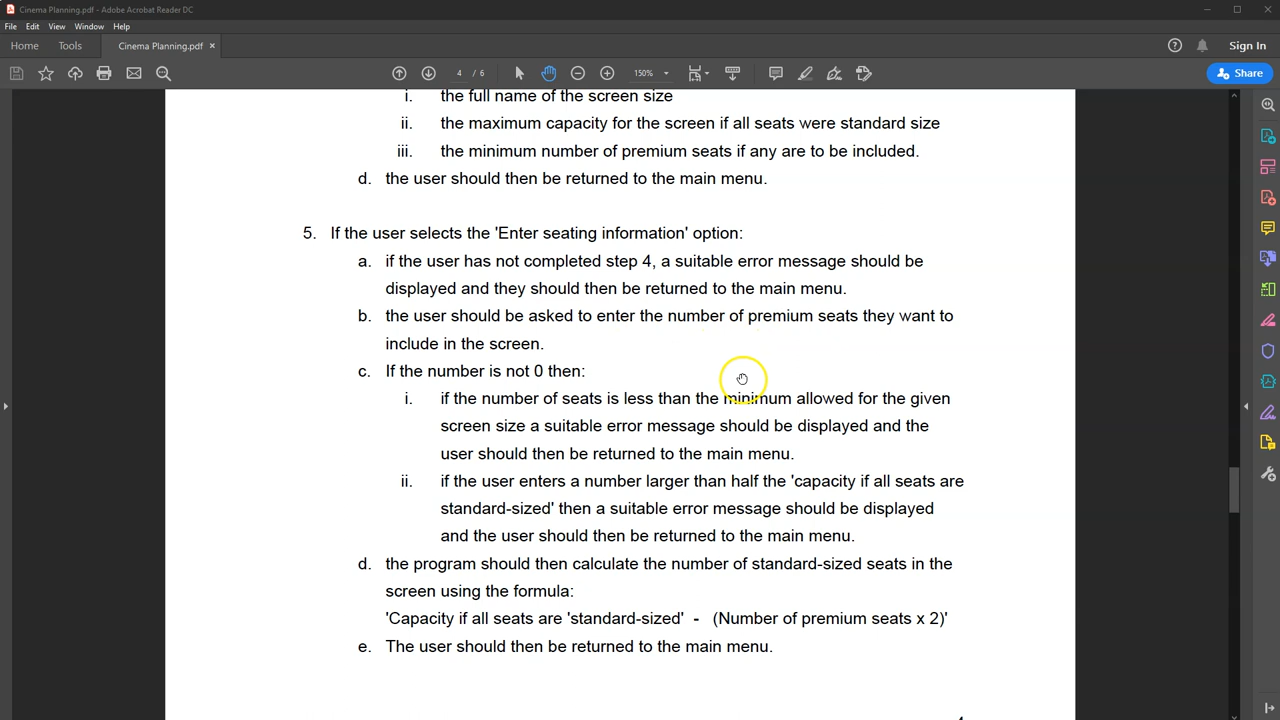 Cinema Planning.pdf - Adobe Acrobat Reader DC
File Edit View Window Help
Home Tools Cinema Planning.pdf × Sign In
4 / 6 150% Share
i. the full name of the screen size
ii. the maximum capacity for the screen if all seats were standard size
iii. the minimum number of premium seats if any are to be included.
d. the user should then be returned to the main menu.
5. If the user selects the 'Enter seating information' option:
a. if the user has not completed step 4, a suitable error message should be
displayed and they should then be returned to the main menu.
b. the user should be asked to enter the number of premium seats they want to
include in the screen.
c. If the number is not 0 then:
i. if the number of seats is less than the minimum allowed for the given
screen size a suitable error message should be displayed and the
user should then be returned to the main menu.
ii. if the user enters a number larger than half the 'capacity if all seats are
standard-sized' then a suitable error message should be displayed
and the user should then be returned to the main menu.
d. the program should then calculate the number of standard-sized seats in the
screen using the formula:
'Capacity if all seats are 'standard-sized' - (Number of premium seats x 2)'
e. The user should then be returned to the main menu.